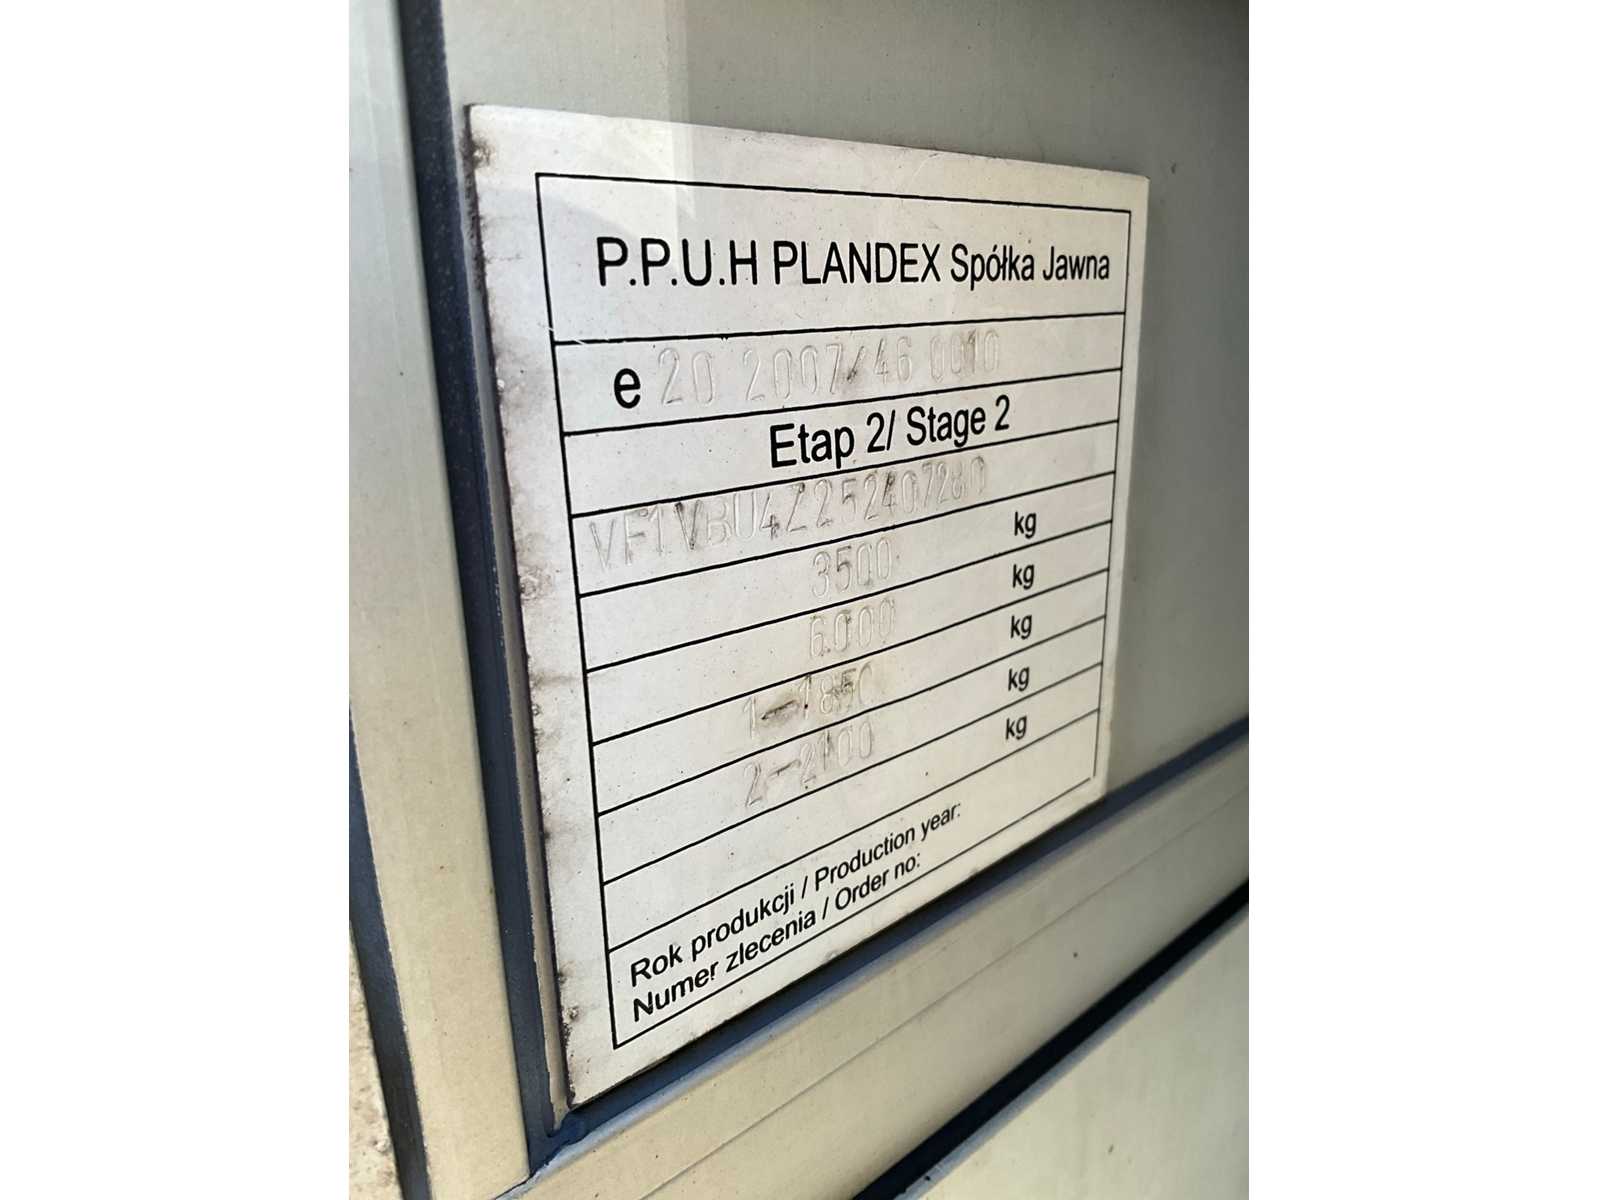 P.P.U.H PLANDEX Spółka Jawna
e 20 2007/46 0010
Etap 2/ Stage 2
VF1VBU4Z252407280
3500 kg
6000 kg
1-1850 kg
2-2100 kg
kg
Rok produkcji / Production year:
Numer zlecenia / Order no: